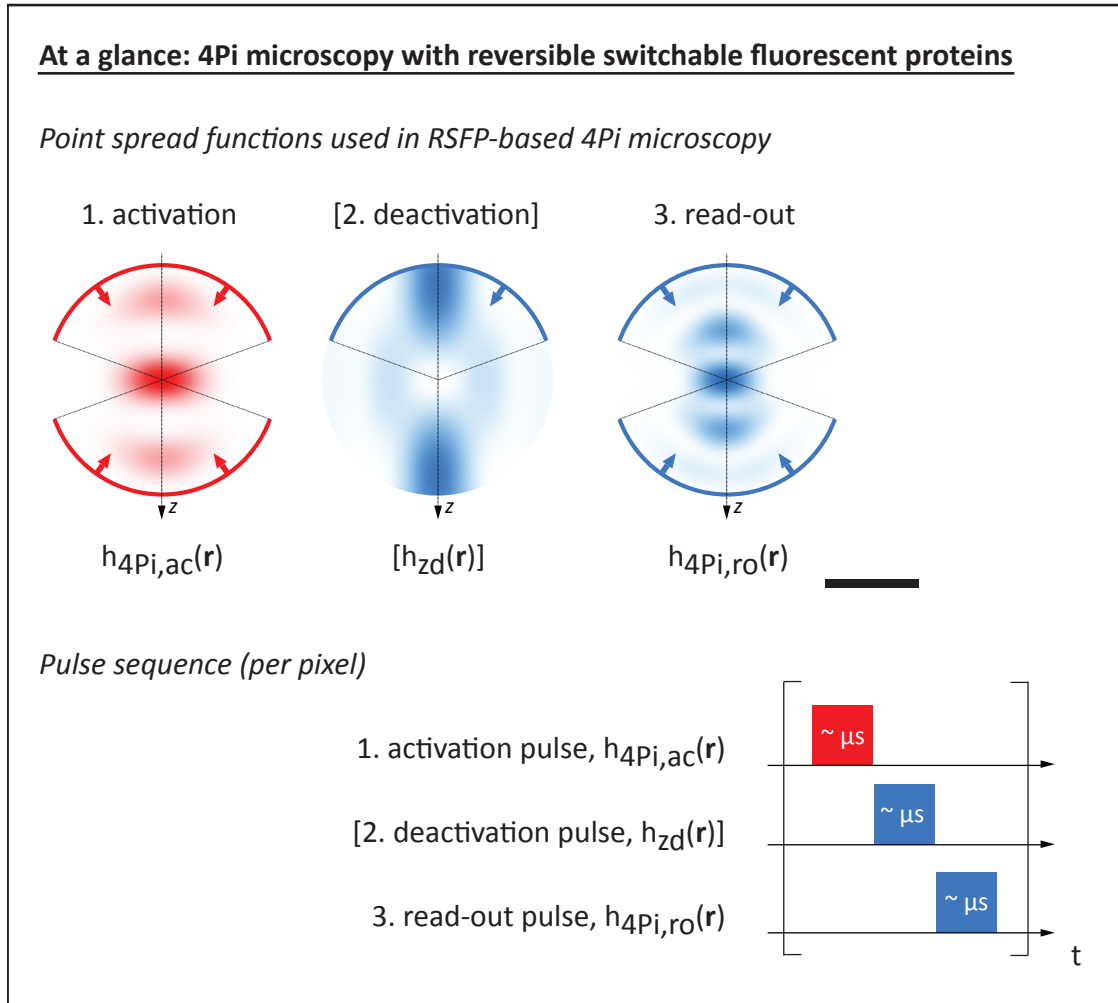 At a glance: 4Pi microscopy with reversible switchable fluorescent proteins
Point spread functions used in RSFP-based 4Pi microscopy
1. activation [2. deactivation] 3. read-out
z z z
h4Pi,ac(r) [hzd(r)] h4Pi,ro(r)
Pulse sequence (per pixel)
1. activation pulse, h4Pi,ac(r) ~ µs
[2. deactivation pulse, hzd(r)] ~ µs
3. read-out pulse, h4Pi,ro(r) ~ µs
t